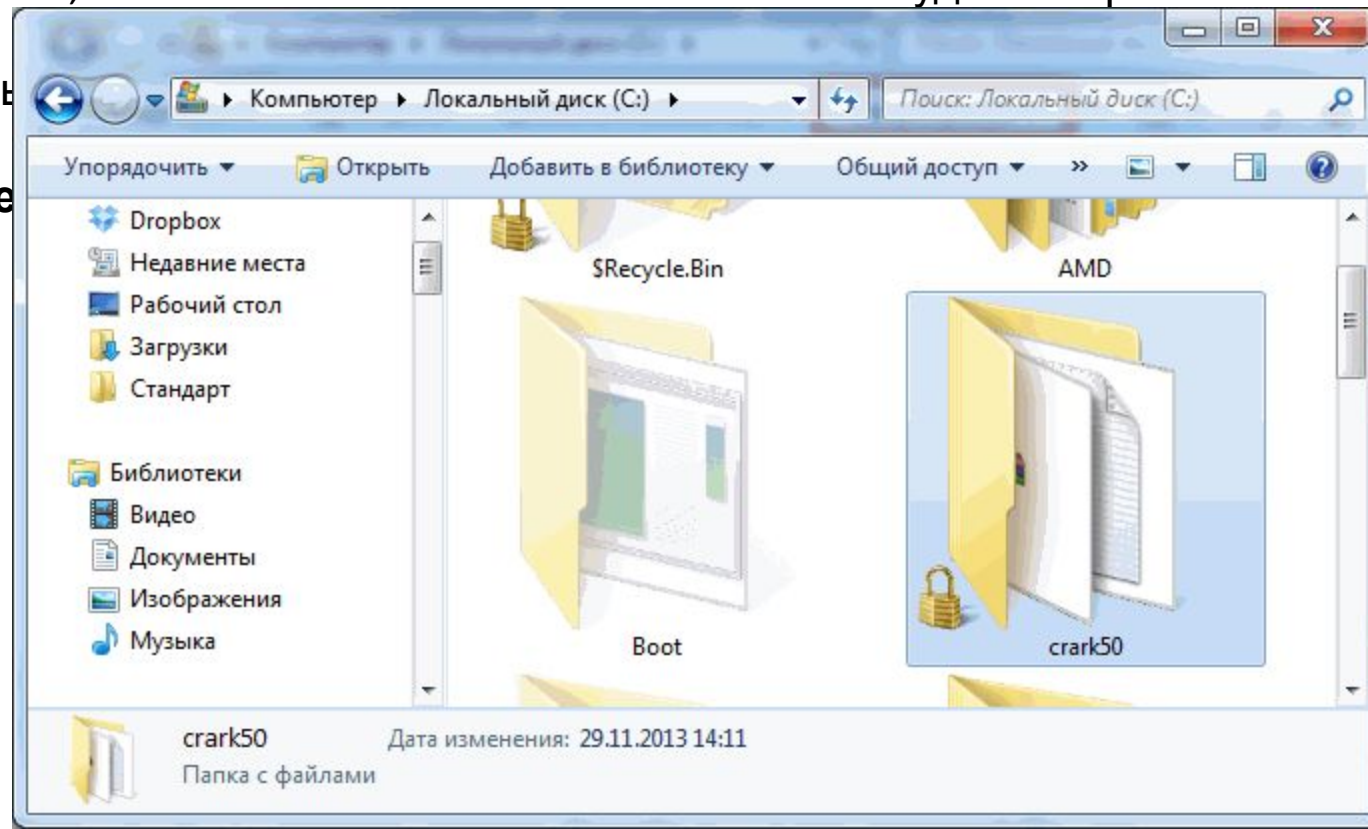 Компьютер ▸ Локальный диск (C:) ▸
Поиск: Локальный диск (C:)
Упорядочить
Открыть
Добавить в библиотеку
Общий доступ
»
Dropbox
Недавние места
Рабочий стол
Загрузки
Стандарт
Библиотеки
Видео
Документы
Изображения
Музыка
$Recycle.Bin
AMD
Boot
crark50
crark50
Дата изменения: 29.11.2013 14:11
Папка с файлами